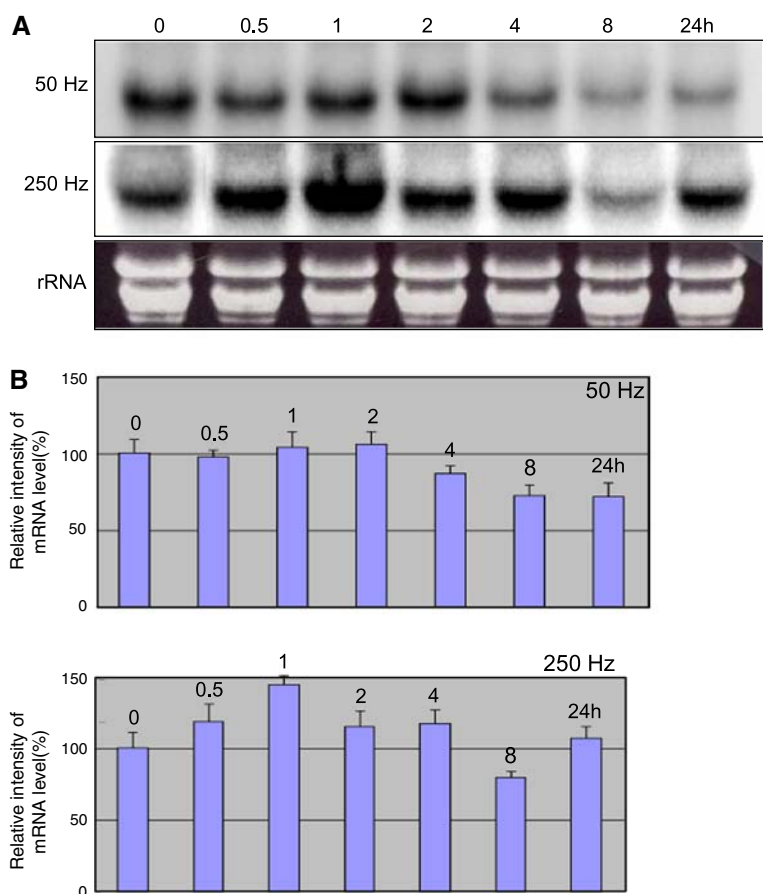 A
0 0.5 1 2 4 8 24h
50 Hz
250 Hz
rRNA
B
Relative intensity of
mRNA level(%)
150
100
50
0
50 Hz
0 0.5 1 2 4 8 24h
Relative intensity of
mRNA level(%)
150
100
50
0
250 Hz
0 0.5 1 2 4 8 24h